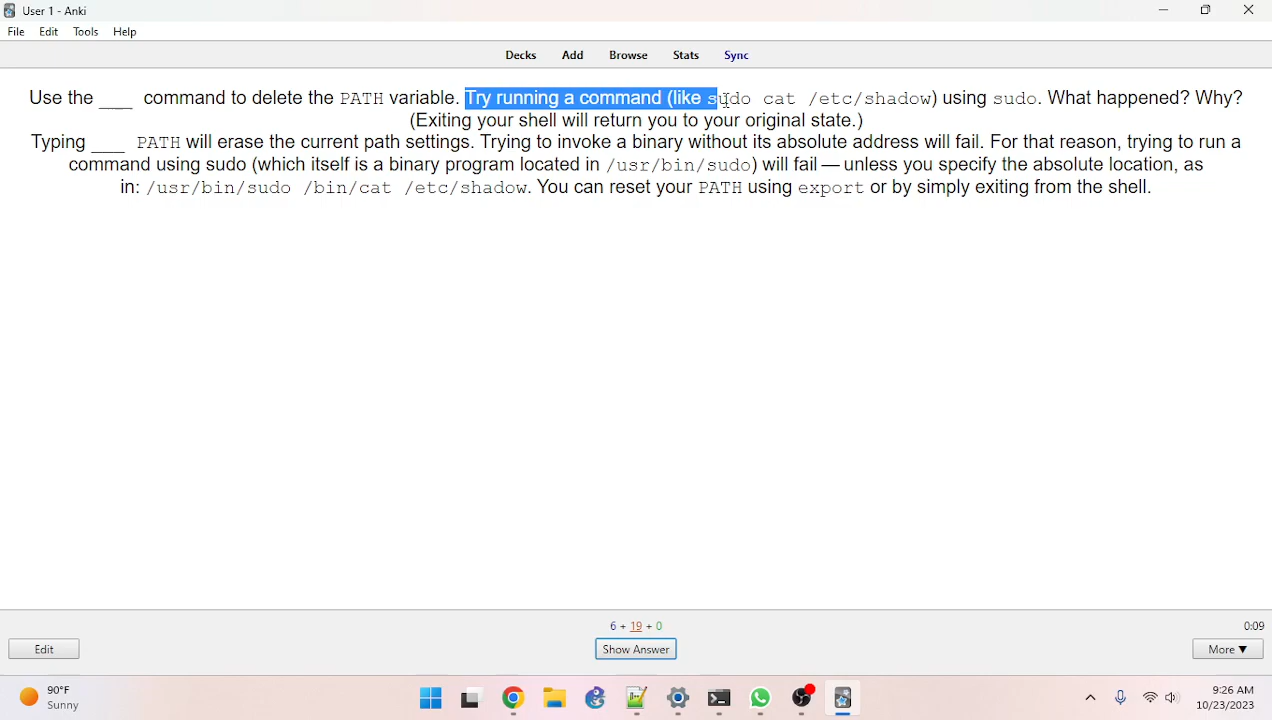 User 1 - Anki
File Edit Tools Help
Decks Add Browse Stats Sync
Use the ___ command to delete the PATH variable. Try running a command (like sudo cat /etc/shadow) using sudo. What happened? Why?
(Exiting your shell will return you to your original state.)
Typing ___ PATH will erase the current path settings. Trying to invoke a binary without its absolute address will fail. For that reason, trying to run a
command using sudo (which itself is a binary program located in /usr/bin/sudo) will fail — unless you specify the absolute location, as
in: /usr/bin/sudo /bin/cat /etc/shadow. You can reset your PATH using export or by simply exiting from the shell.
6 + 19 + 0
0:09
Edit
Show Answer
More ▼
90°F
Sunny
9:26 AM
10/23/2023